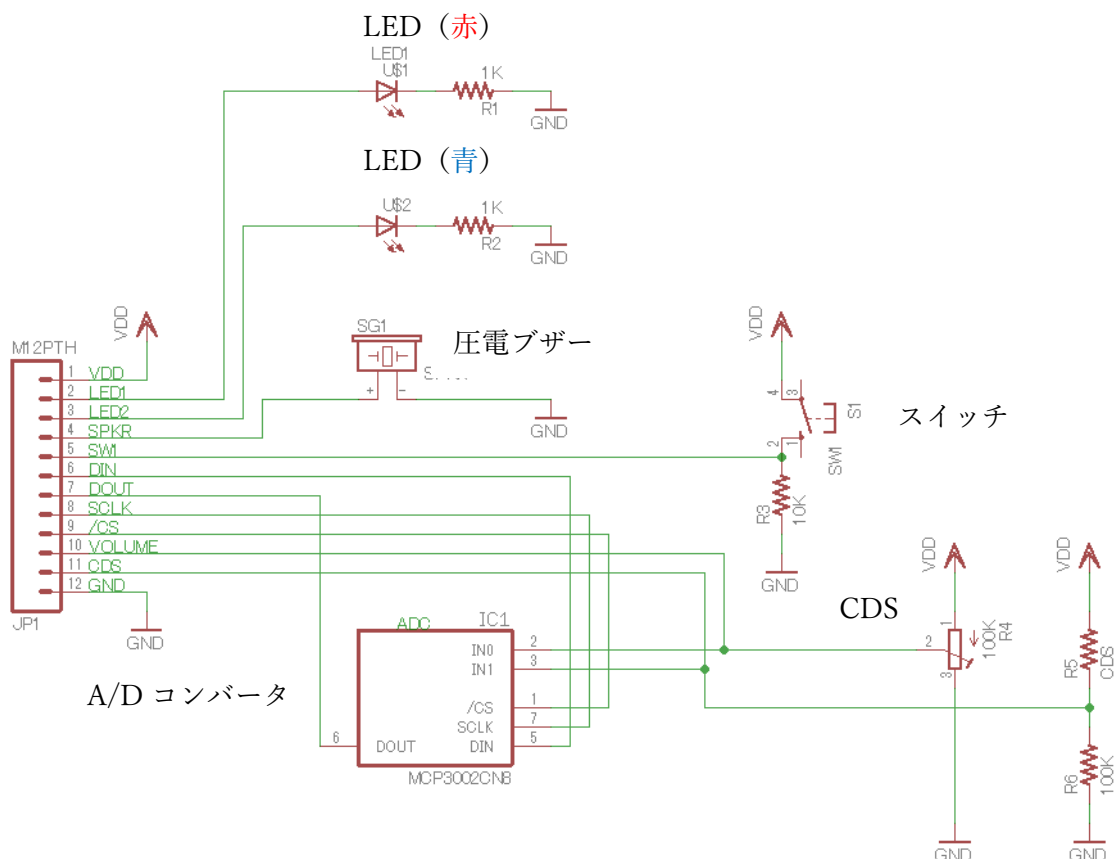 LED（赤）
LED1
U$1
1K
R1
GND
LED（青）
U$2
1K
R2
GND
VDD
SG1
圧電ブザー
+
-
GND
VDD
4
3
S1
2
1
SW1
スイッチ
R3
10K
GND
M12PTH
1 VDD
2 LED1
3 LED2
4 SPKR
5 SW1
6 DIN
7 DOUT
8 SCLK
9 /CS
10 VOLUME
11 CDS
12 GND
JP1
GND
A/D コンバータ
ADC
IC1
IN0 2
IN1 3
/CS 1
SCLK 7
DIN 5
6 DOUT
MCP3002CN8
CDS
VDD
1
2
3
100K
R4
GND
VDD
R5
CDS
R6
100K
GND